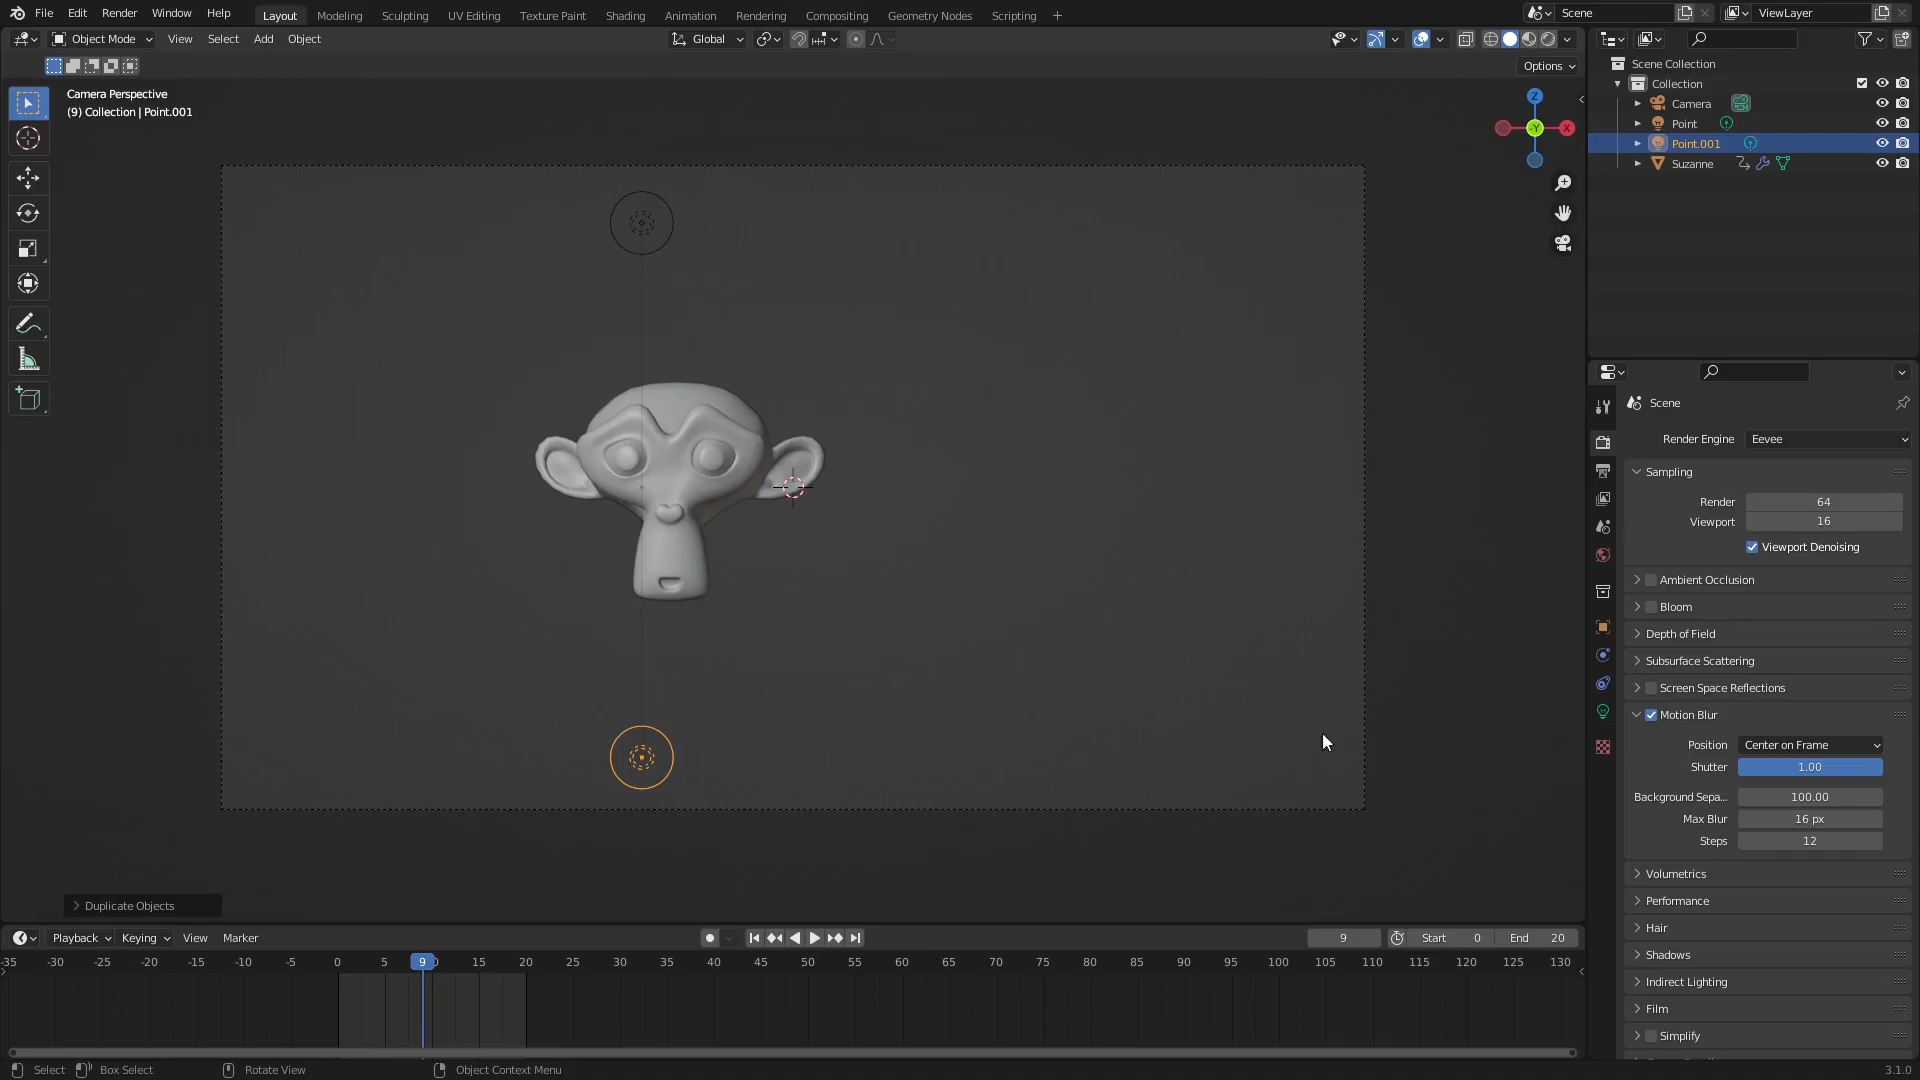 File Edit Render Window Help
Layout Modeling Sculpting UV Editing Texture Paint Shading Animation Rendering Compositing Geometry Nodes Scripting +
Scene
ViewLayer
Object Mode View Select Add Object
Global
Options
Camera Perspective
(9) Collection | Point.001
Z
X
-Y
Scene Collection
Collection
Camera
Point
Point.001
Suzanne
Scene
Render Engine Eevee
Sampling
Render 64
Viewport 16
Viewport Denoising
Ambient Occlusion
Bloom
Depth of Field
Subsurface Scattering
Screen Space Reflections
Motion Blur
Position Center on Frame
Shutter 1.00
Background Sepa... 100.00
Max Blur 16 px
Steps 12
Volumetrics
Performance
Hair
Shadows
Indirect Lighting
Film
Simplify
Duplicate Objects
Playback Keying View Marker
9
Start 0 End 20
-35 -30 -25 -20 -15 -10 -5 0 5 9 20 25 30 35 40 45 50 55 60 65 70 75 80 85 90 95 100 105 110 115 120 125 130
15
Select Box Select Rotate View Object Context Menu
3.1.0